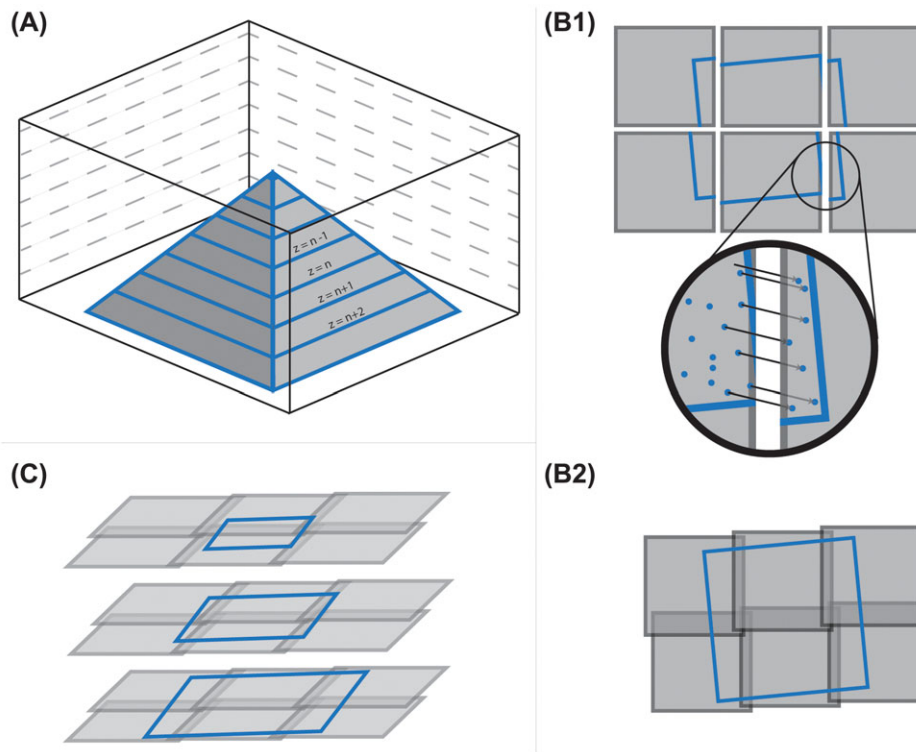 (A)
z = n -1
z = n
z = n+1
z = n+2
(B1)
(C)
(B2)